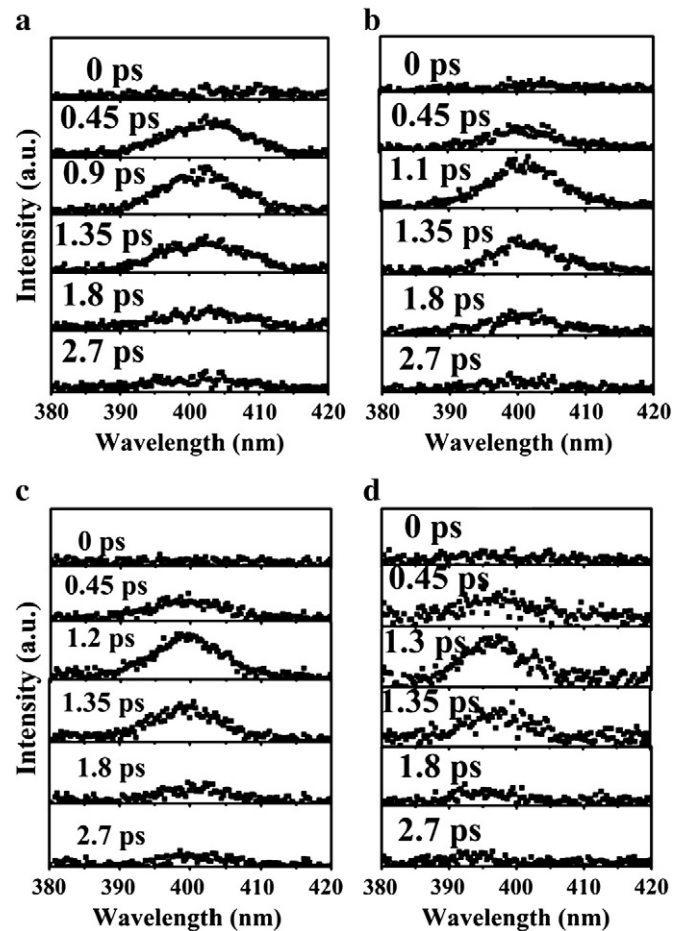 a
0 ps
0.45 ps
0.9 ps
1.35 ps
1.8 ps
2.7 ps
Intensity (a.u.)
380 390 400 410 420
Wavelength (nm)
b
0 ps
0.45 ps
1.1 ps
1.35 ps
1.8 ps
2.7 ps
380 390 400 410 420
Wavelength (nm)
c
0 ps
0.45 ps
1.2 ps
1.35 ps
1.8 ps
2.7 ps
Intensity (a.u.)
380 390 400 410 420
Wavelength (nm)
d
0 ps
0.45 ps
1.3 ps
1.35 ps
1.8 ps
2.7 ps
380 390 400 410 420
Wavelength (nm)